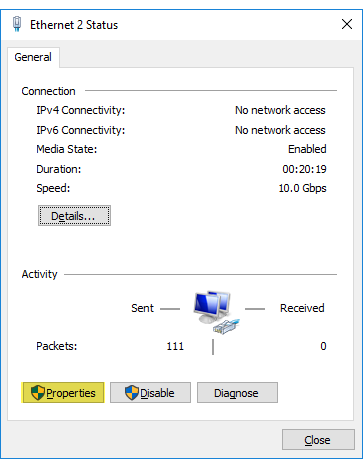 Ethernet 2 Status
General
Connection
IPv4 Connectivity: No network access
IPv6 Connectivity: No network access
Media State: Enabled
Duration: 00:20:19
Speed: 10.0 Gbps
Details...
Activity
Sent Received
Packets: 111 0
Properties Disable Diagnose
Close